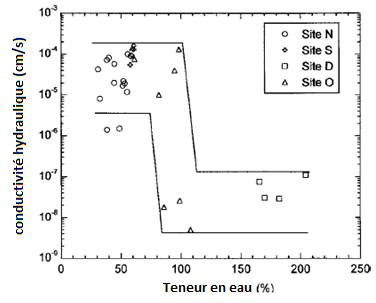 conductivité hydraulique (cm/s)
10⁻³
10⁻⁴
10⁻⁵
10⁻⁶
10⁻⁷
10⁻⁸
10⁻⁹
Site N
Site S
Site D
Site O
0 50 100 150 200 250
Teneur en eau (%)